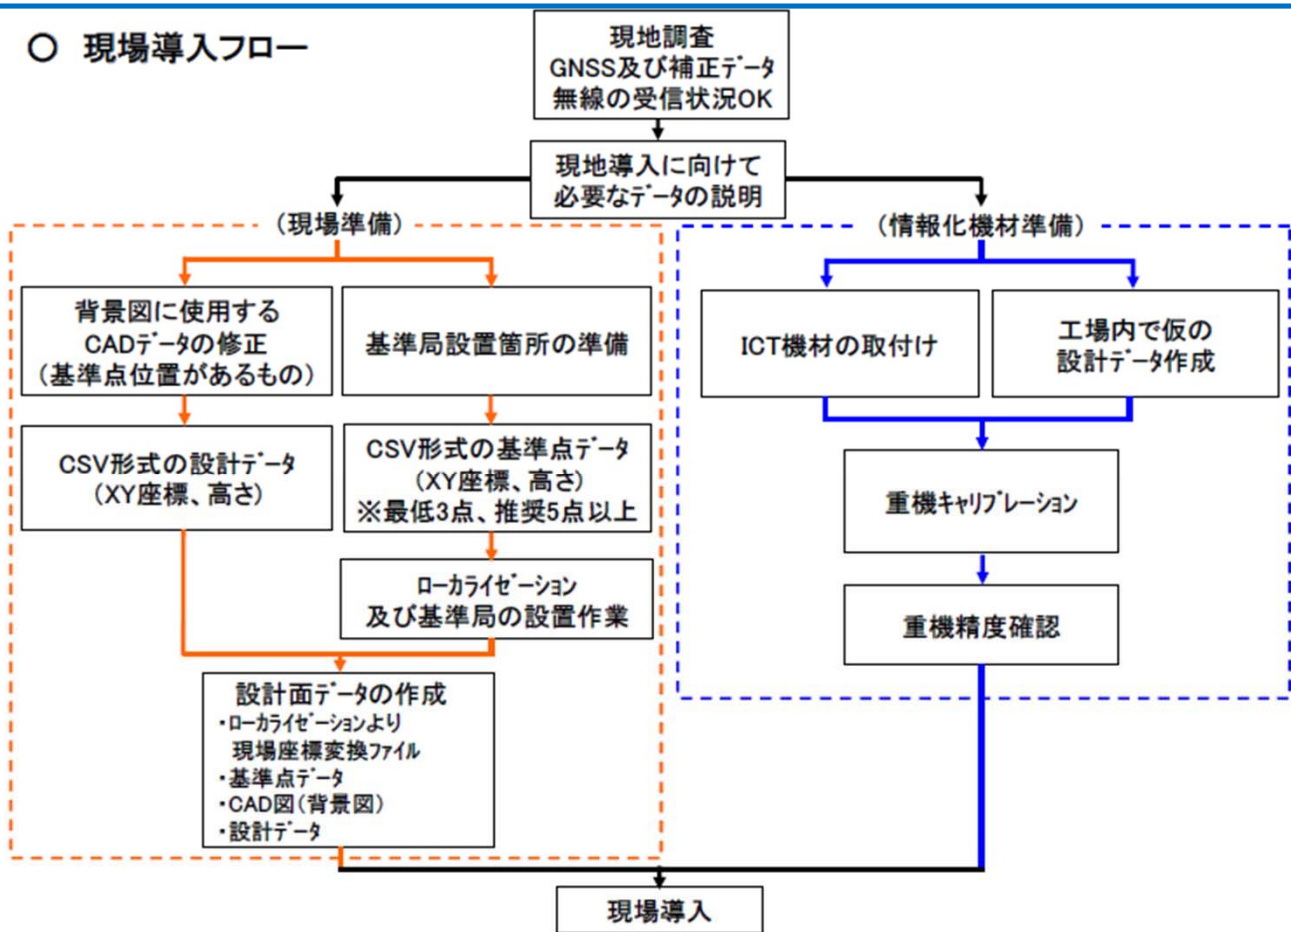 ○ 現場導入フロー
現地調査
GNSS及び補正データ
無線の受信状況OK
現地導入に向けて
必要なデータの説明
（現場準備）
（情報化機材準備）
背景図に使用する
CADデータの修正
（基準点位置があるもの）
基準局設置箇所の準備
ICT機材の取付け
工場内で仮の
設計データ作成
CSV形式の設計データ
（XY座標、高さ）
CSV形式の基準点データ
（XY座標、高さ）
※最低3点、推奨5点以上
重機キャリブレーション
ローカライゼーション
及び基準局の設置作業
重機精度確認
設計面データの作成
・ローカライゼーションより
現場座標変換ファイル
・基準点データ
・CAD図（背景図）
・設計データ
現場導入